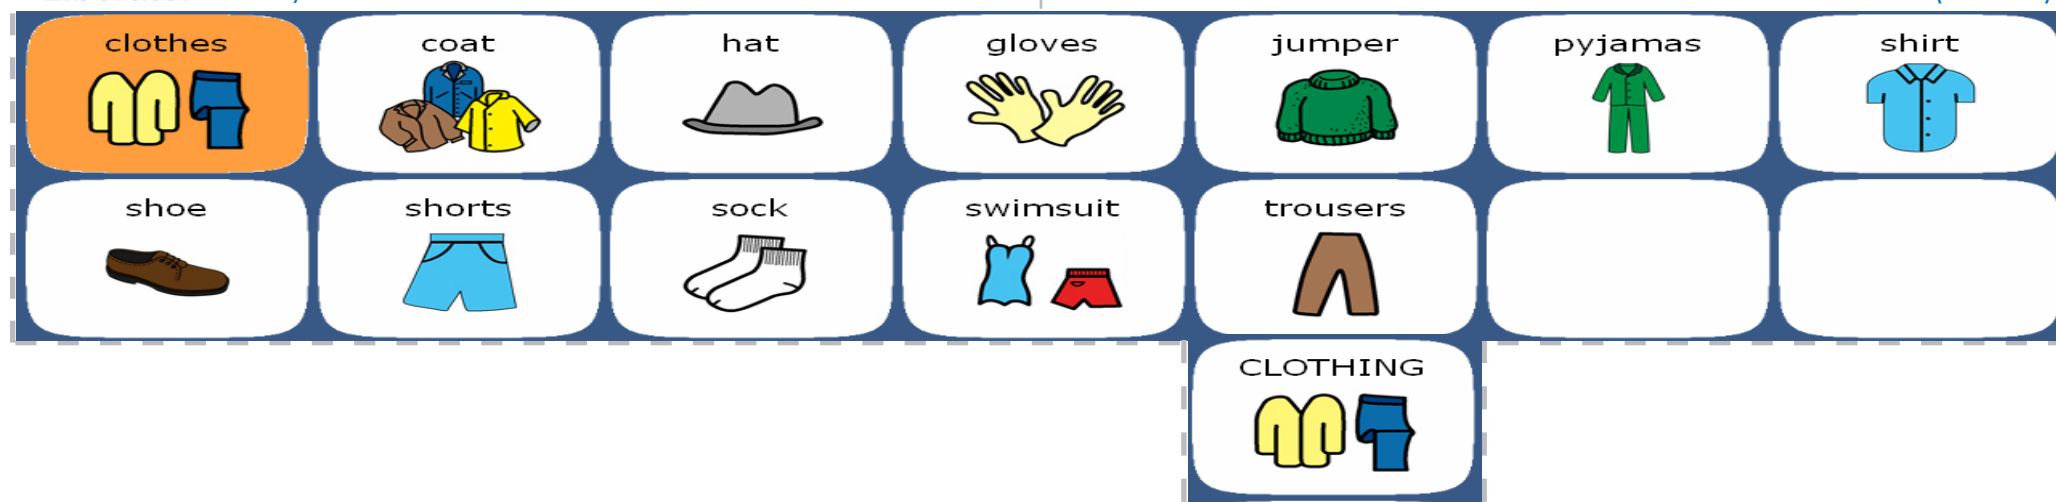 clothes
coat
hat
gloves
jumper
pyjamas
shirt
shoe
shorts
sock
swimsuit
trousers
CLOTHING